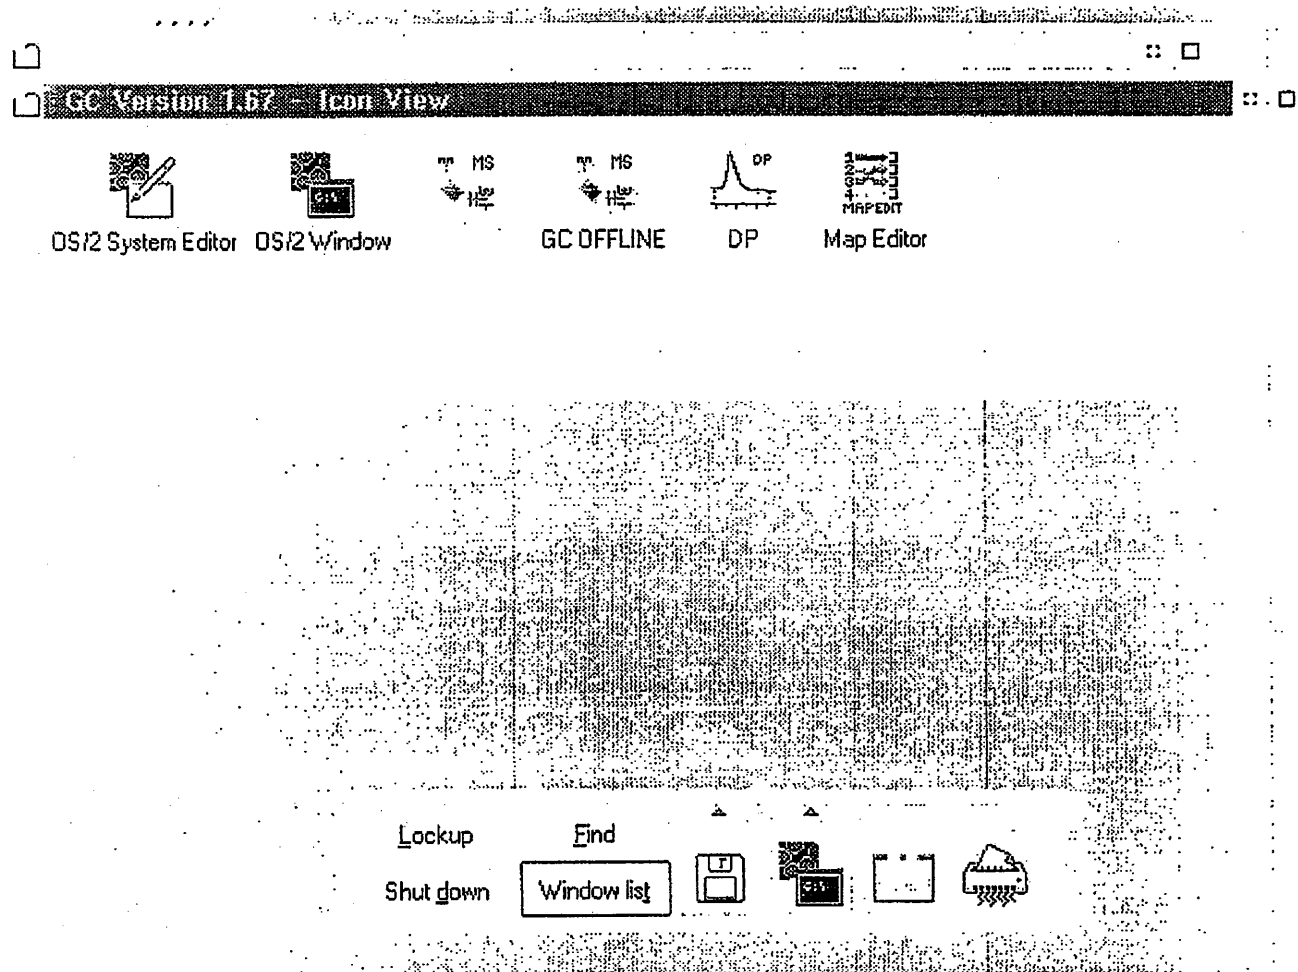 GC Version 1.67 - Icon View
MS
MS
DP
MAPEDIT
OS/2 System Editor
OS/2 Window
GC OFFLINE
DP
Map Editor
Lockup
Find
Shut down
Window list